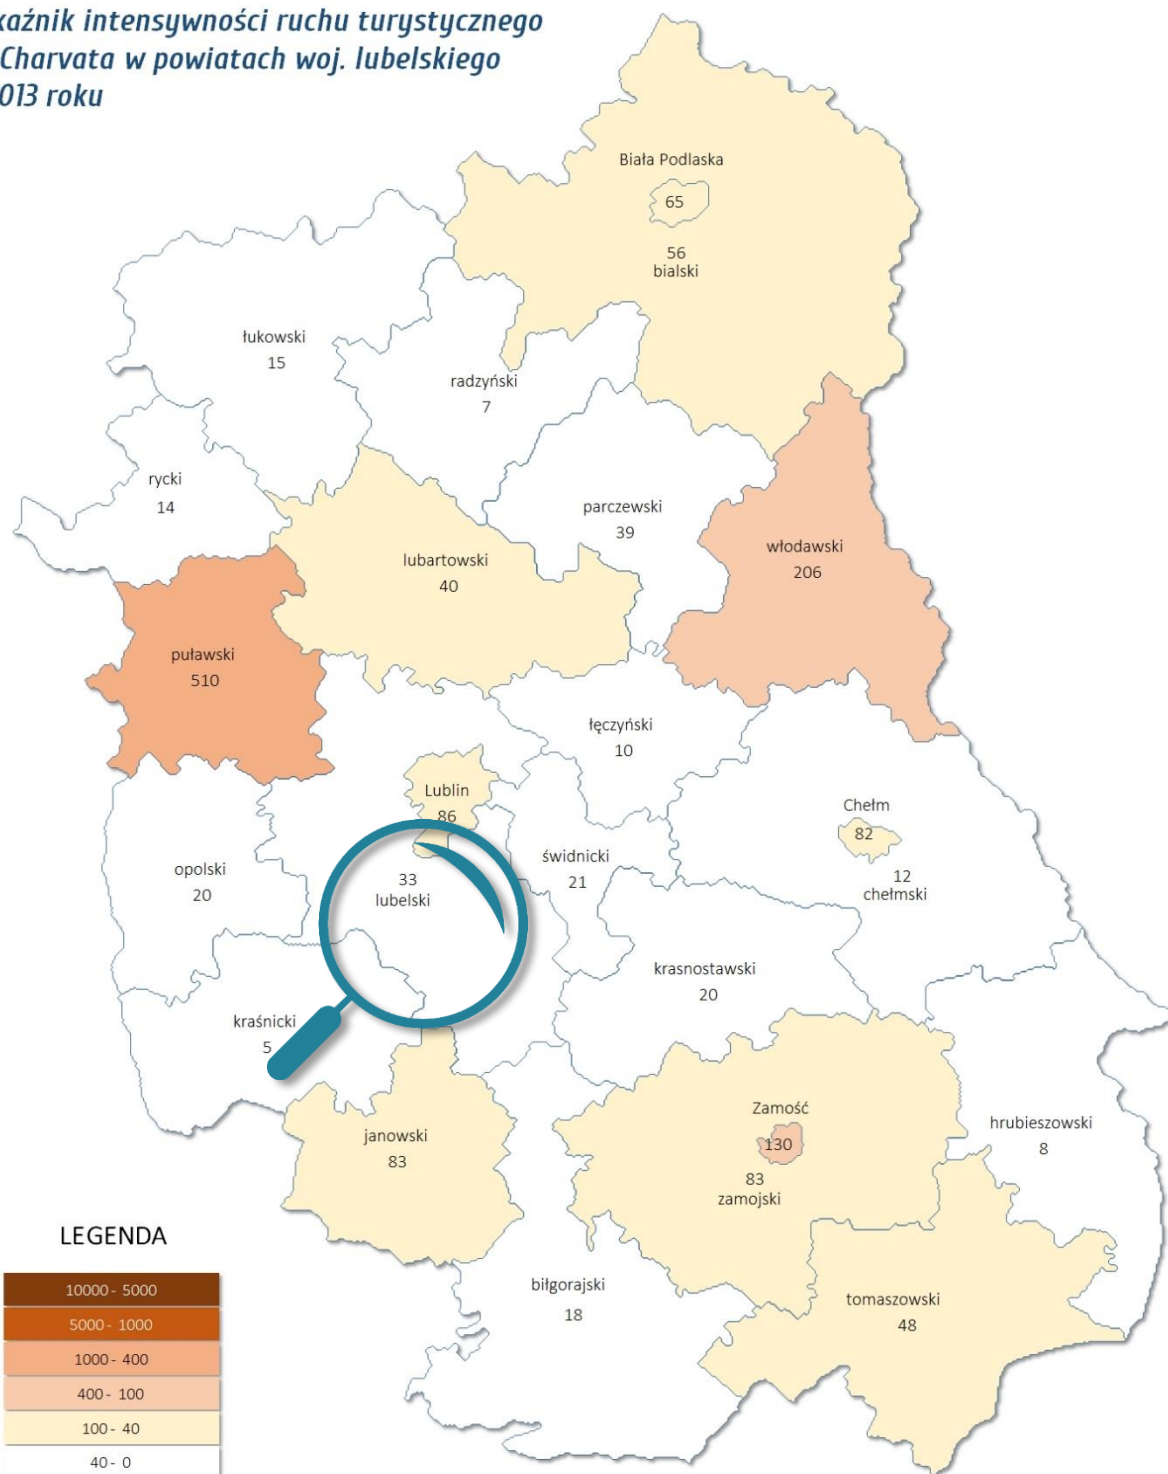 kaźnik intensywności ruchu turystycznego
Charvata w powiatach woj. lubelskiego
013 roku
Biała Podlaska
65
56
bialski
łukowski
15
radzyński
7
rycki
14
parczewski
39
włodawski
206
lubartowski
40
puławski
510
łęczyński
10
Lublin
86
Chełm
82
12
chełmski
świdnicki
21
opolski
20
33
lubelski
krasnostawski
20
kraśnicki
5
janowski
83
Zamość
130
83
zamojski
hrubieszowski
8
biłgorajski
18
tomaszowski
48
LEGENDA
10000 - 5000
5000 - 1000
1000 - 400
400 - 100
100 - 40
40 - 0